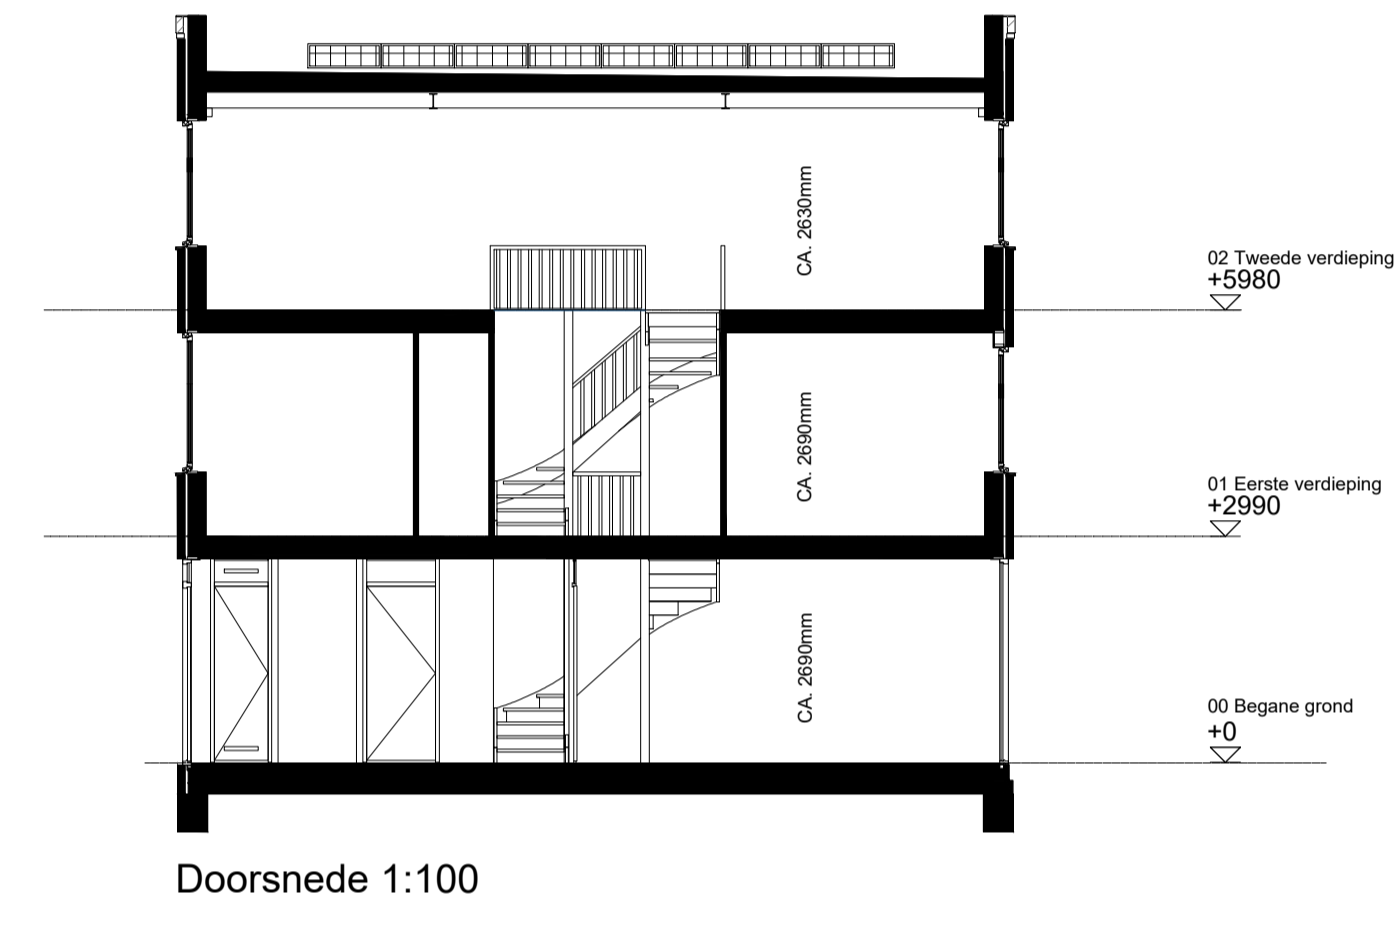 CA. 2630mm
02 Tweede verdieping
+5980
CA. 2690mm
01 Eerste verdieping
+2990
CA. 2690mm
00 Begane grond
+0
Doorsnede 1:100